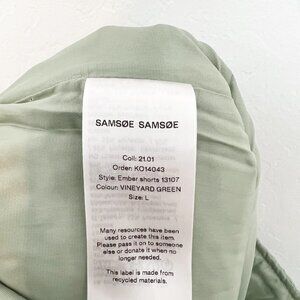 SAMSØE SAMSØE
Coll: 21.01
Order: KO14043
Style: Ember shorts 13107
Colour: VINEYARD GREEN
Size: L
Many resources have been
used to create this item.
Please pass it on to someone
else or donate it when no
longer needed.
This label is made from
recycled materials.